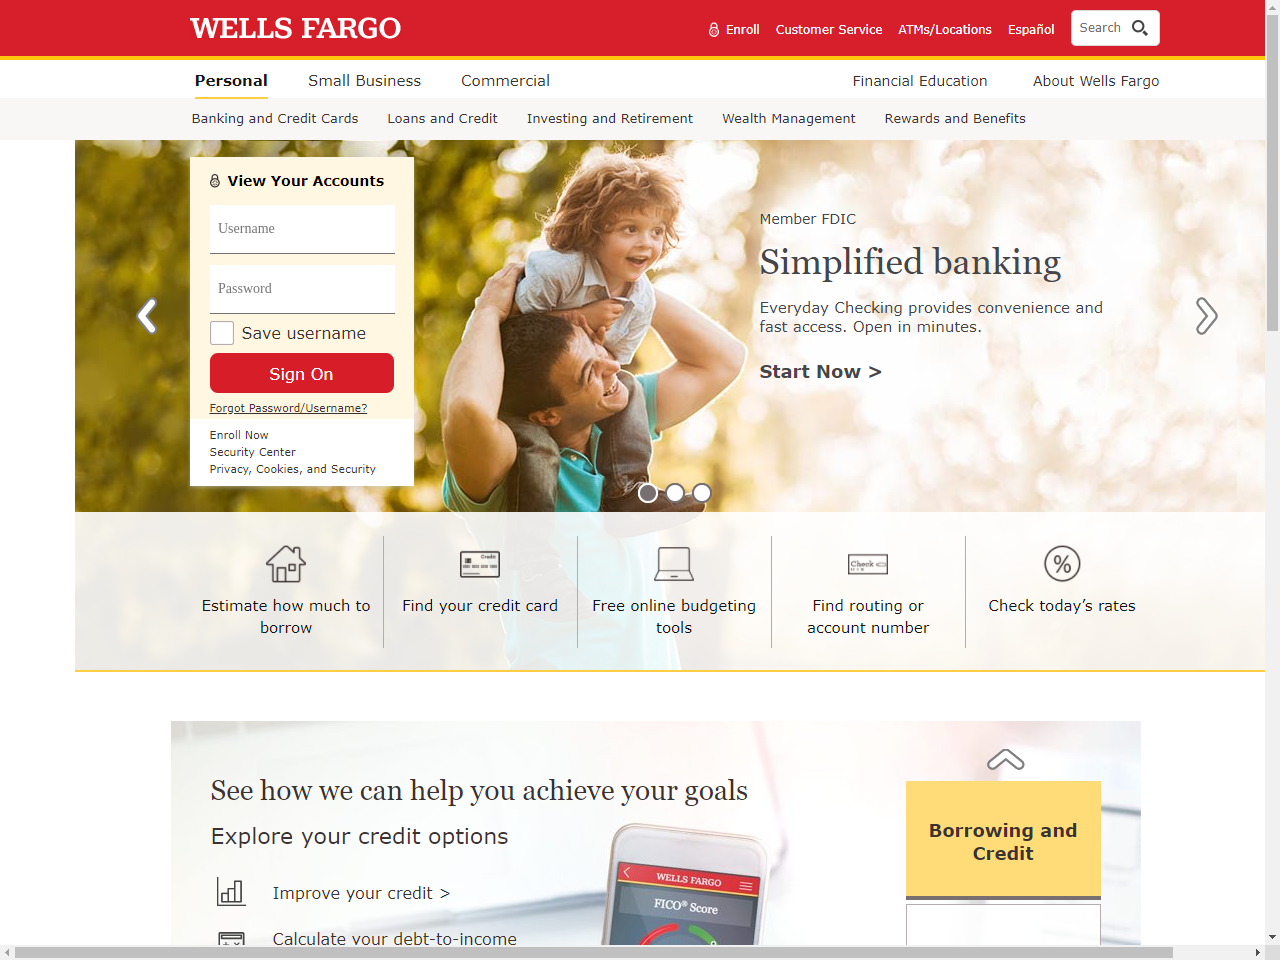 WELLS FARGO
Enroll
Customer Service
ATMs/Locations
Español
Search
Personal
Small Business
Commercial
Financial Education
About Wells Fargo
Banking and Credit Cards
Loans and Credit
Investing and Retirement
Wealth Management
Rewards and Benefits
View Your Accounts
Username
Password
Save username
Sign On
Forgot Password/Username?
Enroll Now
Security Center
Privacy, Cookies, and Security
Member FDIC
Simplified banking
Everyday Checking provides convenience and
fast access. Open in minutes.
Start Now >
Estimate how much to
borrow
Credit
Find your credit card
Free online budgeting
tools
Check
Find routing or
account number
%
Check today’s rates
See how we can help you achieve your goals
Explore your credit options
Improve your credit >
Calculate your debt-to-income
WELLS FARGO
FICO® Score
Borrowing and
Credit